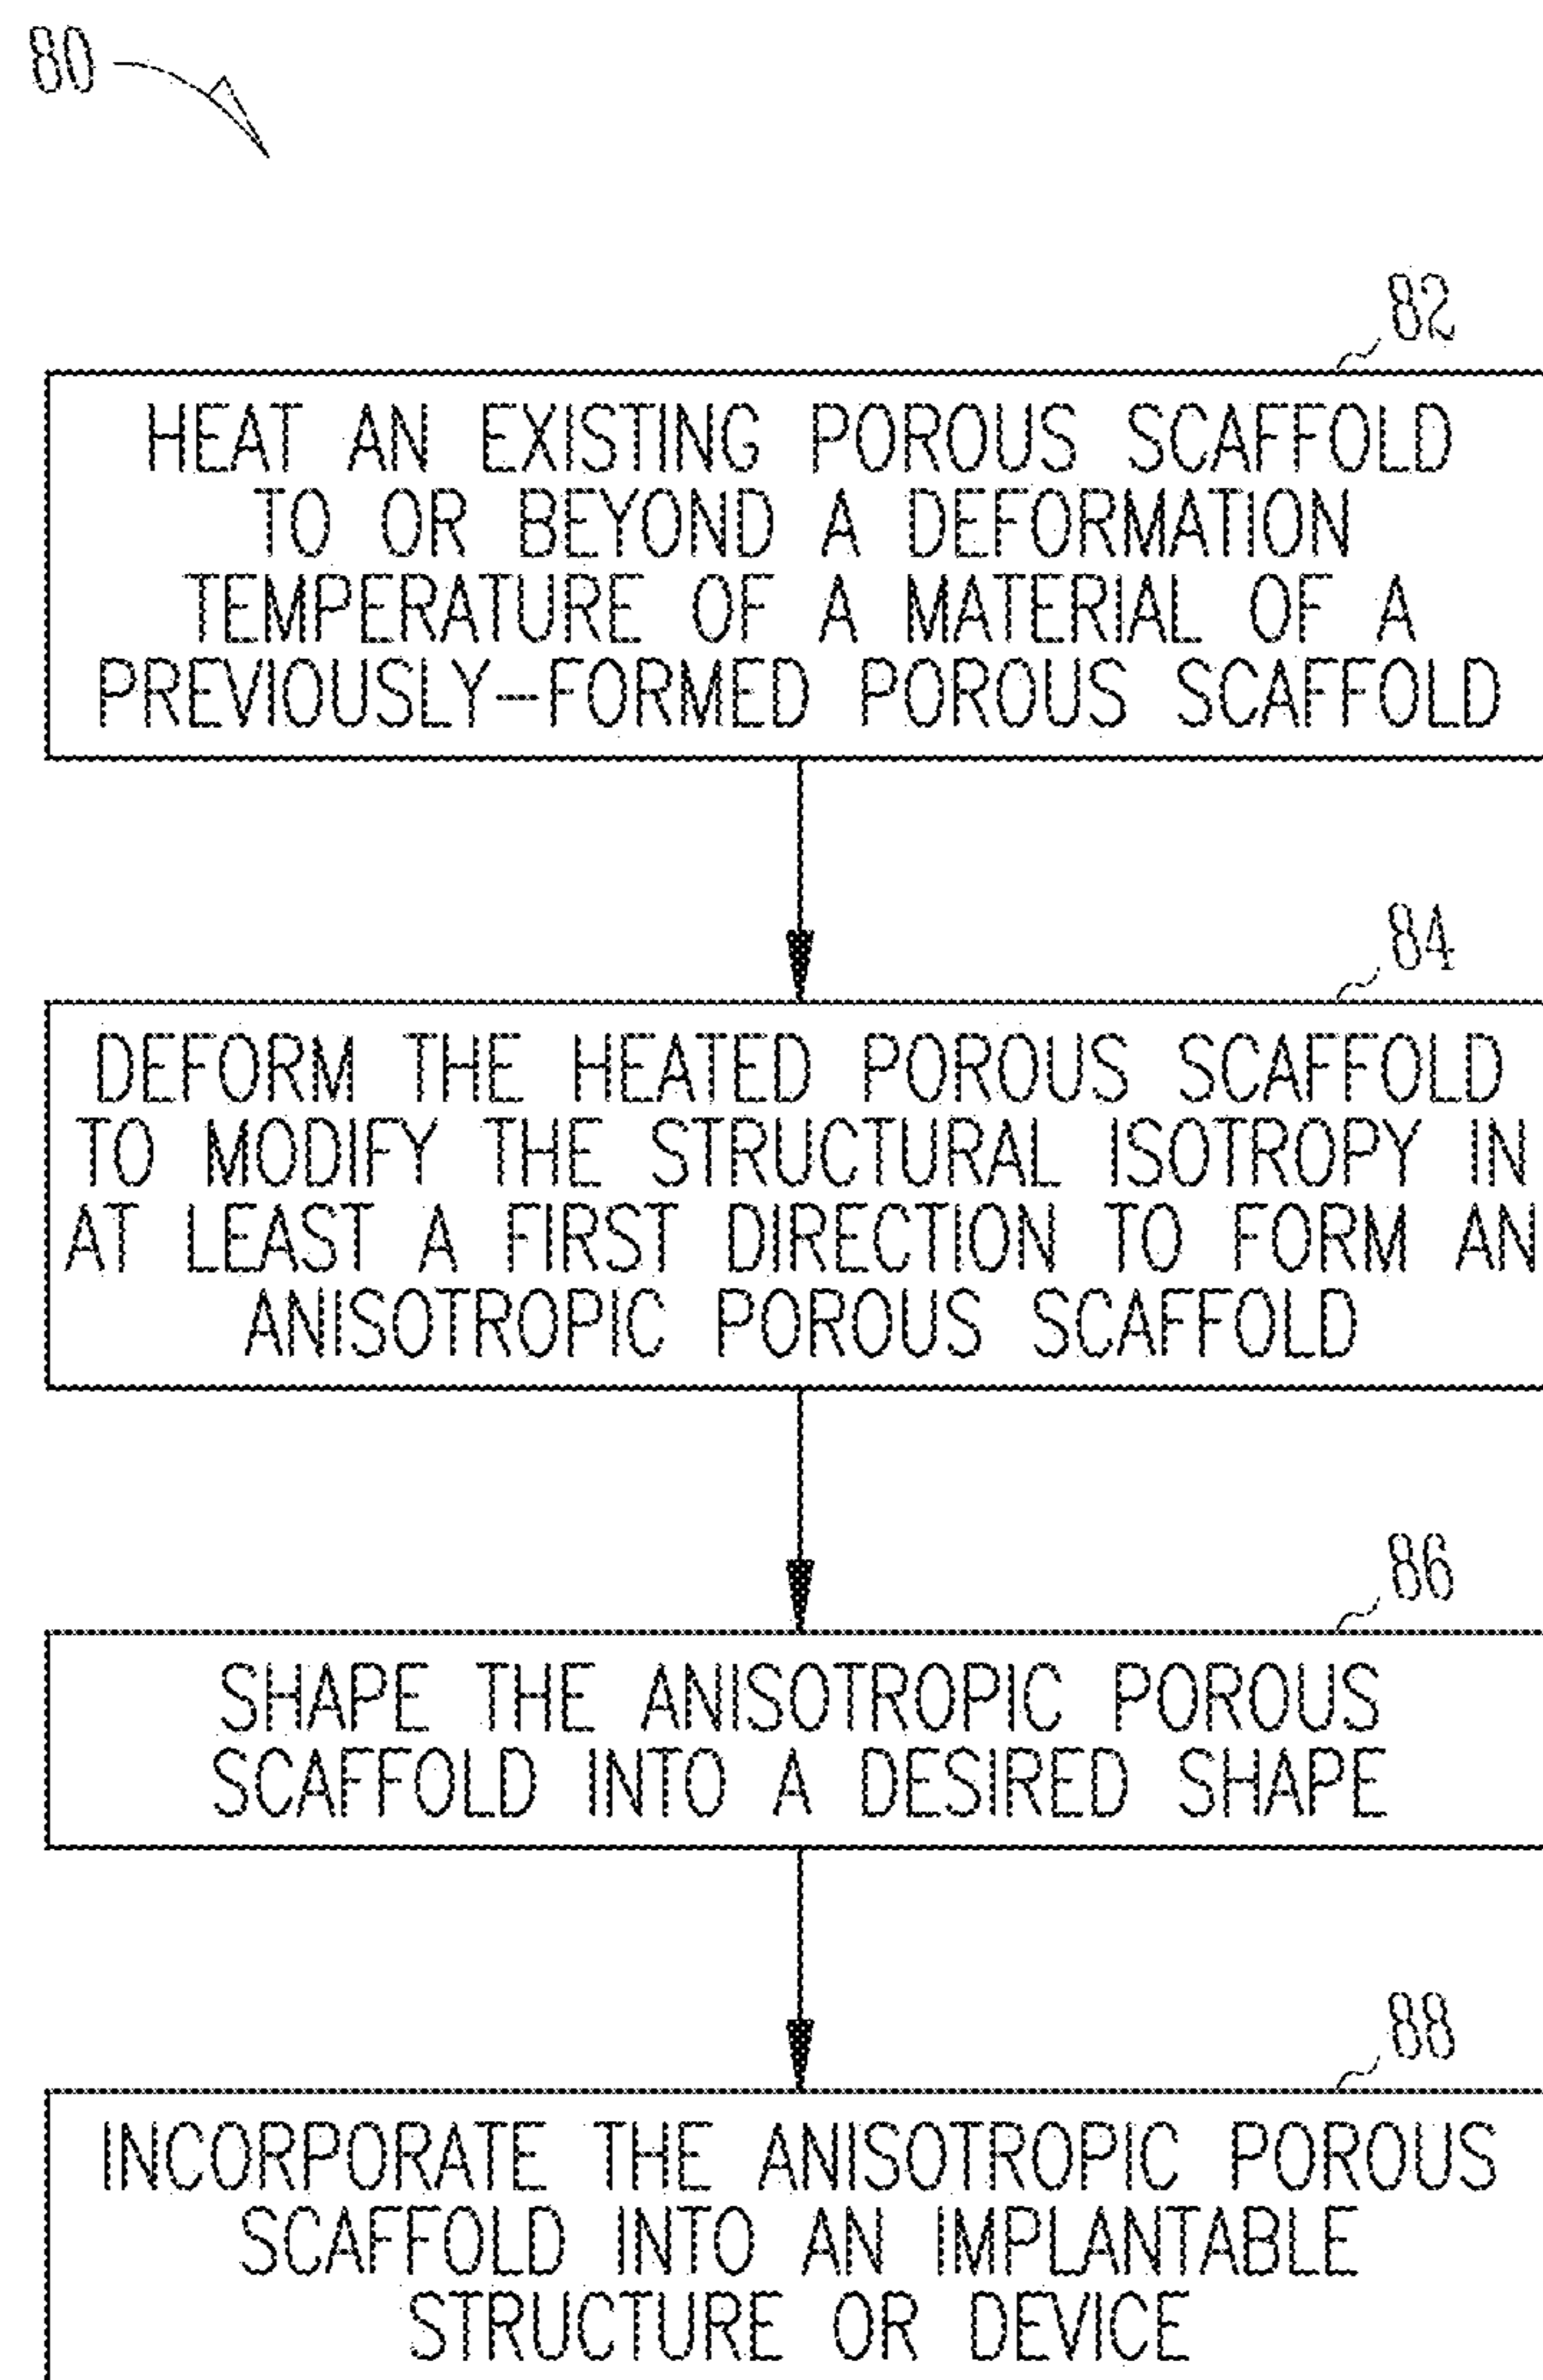 80
82
HEAT AN EXISTING POROUS SCAFFOLD
TO OR BEYOND A DEFORMATION
TEMPERATURE OF A MATERIAL OF A
PREVIOUSLY-FORMED POROUS SCAFFOLD
84
DEFORM THE HEATED POROUS SCAFFOLD
TO MODIFY THE STRUCTURAL ISOTROPY IN
AT LEAST A FIRST DIRECTION TO FORM AN
ANISOTROPIC POROUS SCAFFOLD
86
SHAPE THE ANISOTROPIC POROUS
SCAFFOLD INTO A DESIRED SHAPE
88
INCORPORATE THE ANISOTROPIC POROUS
SCAFFOLD INTO AN IMPLANTABLE
STRUCTURE OR DEVICE